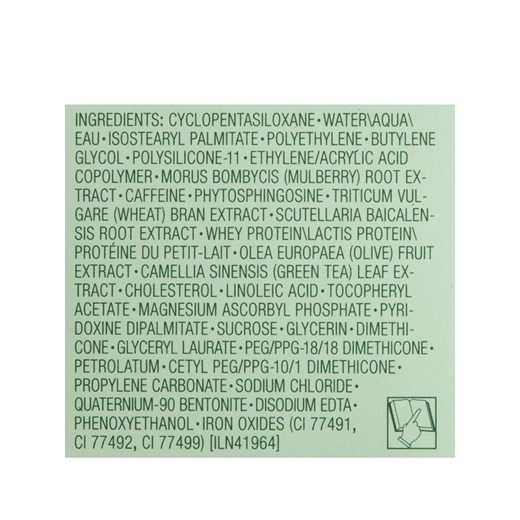 INGREDIENTS: CYCLOPENTASILOXANE•WATER\AQUA\
EAU•ISOSTEARYL PALMITATE•POLYETHYLENE•BUTYLENE
GLYCOL•POLYSILICONE-11•ETHYLENE/ACRYLIC ACID
COPOLYMER•MORUS BOMBYCIS (MULBERRY) ROOT EX-
TRACT•CAFFEINE•PHYTOSPHINGOSINE•TRITICUM VUL-
GARE (WHEAT) BRAN EXTRACT•SCUTELLARIA BAICALEN-
SIS ROOT EXTRACT•WHEY PROTEIN\LACTIS PROTEIN\
PROTÉINE DU PETIT-LAIT•OLEA EUROPAEA (OLIVE) FRUIT
EXTRACT•CAMELLIA SINENSIS (GREEN TEA) LEAF EX-
TRACT•CHOLESTEROL•LINOLEIC ACID•TOCOPHERYL
ACETATE•MAGNESIUM ASCORBYL PHOSPHATE•PYRI-
DOXINE DIPALMITATE•SUCROSE•GLYCERIN•DIMETHI-
CONE•GLYCERYL LAURATE•PEG/PPG-18/18 DIMETHICONE•
PETROLATUM•CETYL PEG/PPG-10/1 DIMETHICONE•
PROPYLENE CARBONATE•SODIUM CHLORIDE•
QUATERNIUM-90 BENTONITE•DISODIUM EDTA•
PHENOXYETHANOL•IRON OXIDES (CI 77491,
CI 77492, CI 77499) [ILN41964]